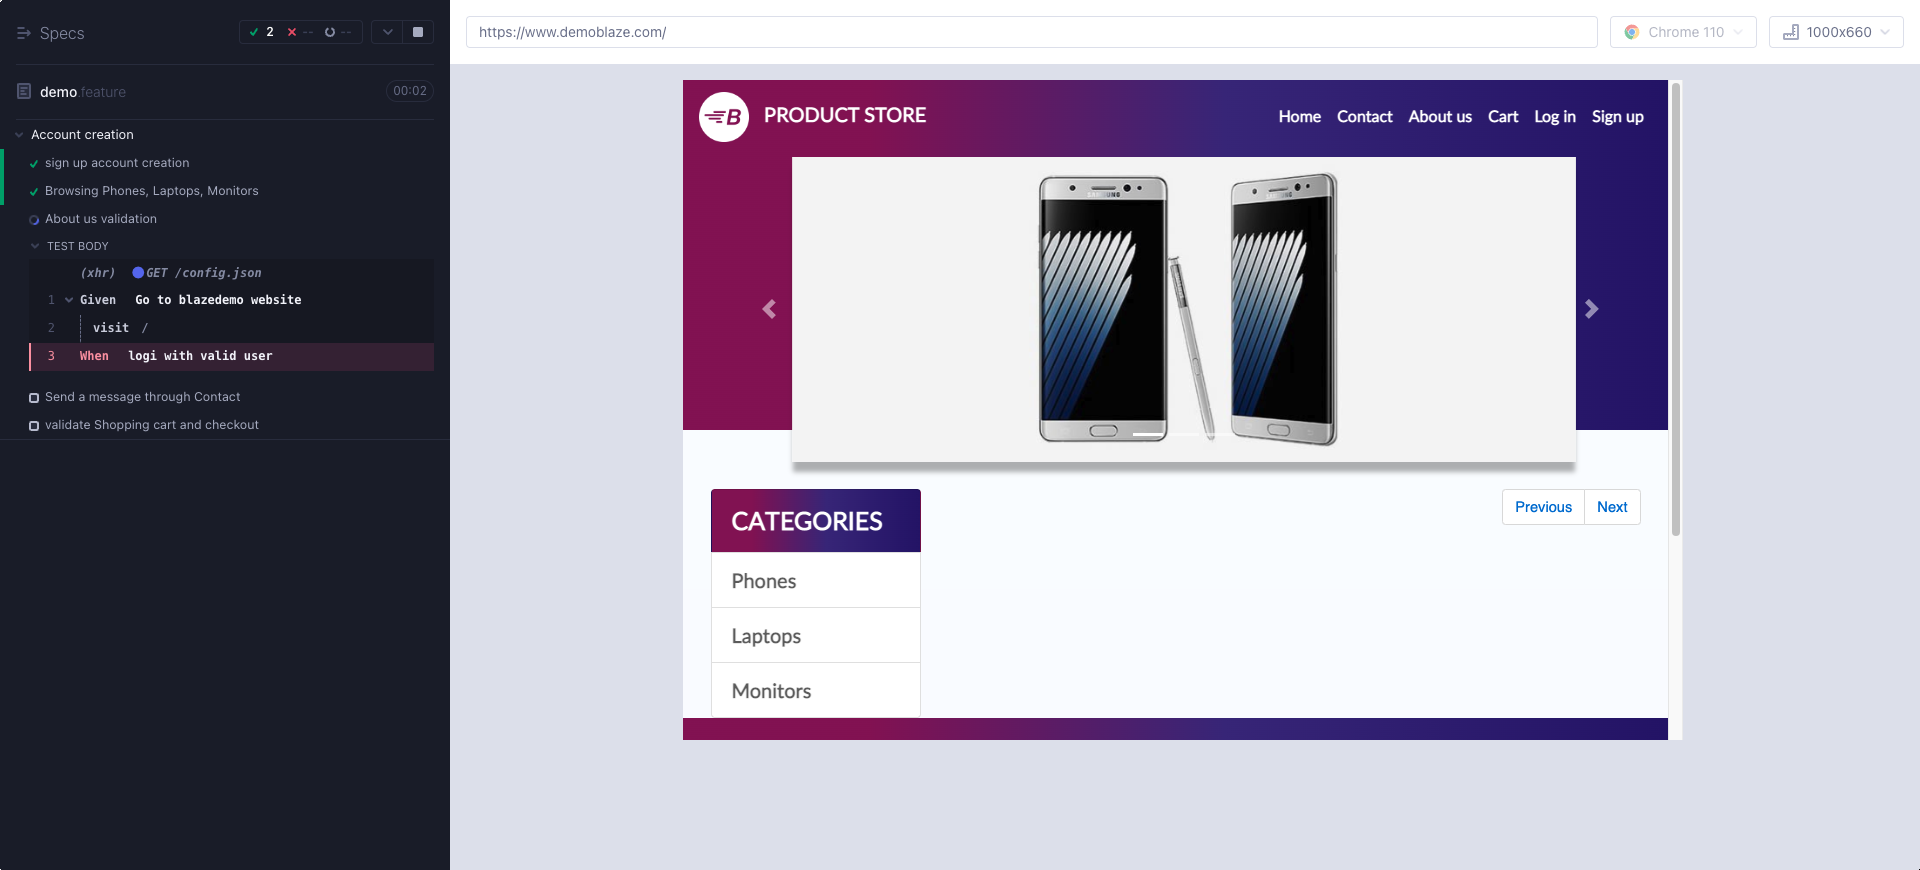 Specs
2 -- --
demo.feature 00:02
Account creation
sign up account creation
Browsing Phones, Laptops, Monitors
About us validation
TEST BODY
(xhr) GET /config.json
1 Given Go to blazedemo website
2 visit /
3 When logi with valid user
Send a message through Contact
validate Shopping cart and checkout
https://www.demoblaze.com/
Chrome 110
1000x660
B PRODUCT STORE
Home Contact About us Cart Log in Sign up
SAMSUNG
SAMSUNG
CATEGORIES
Phones
Laptops
Monitors
Previous Next